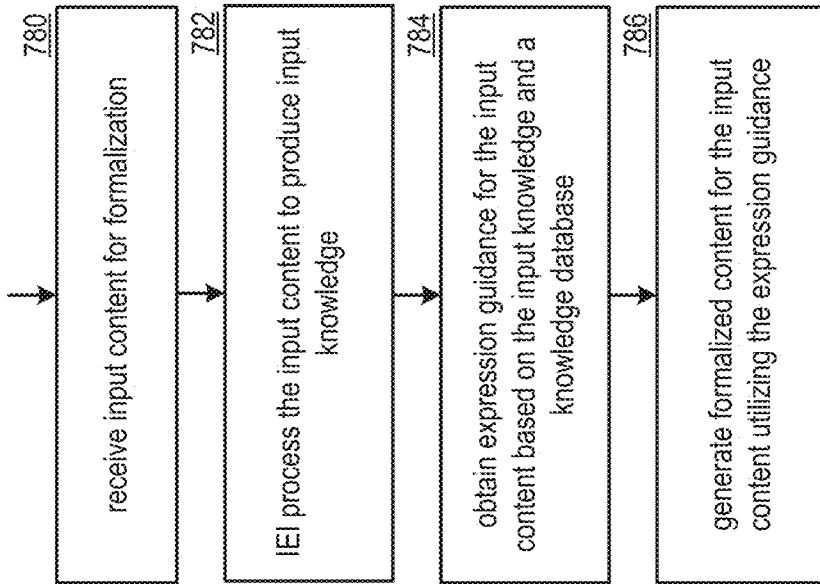 780
receive input content for formalization
782
IEI process the input content to produce input
knowledge
784
obtain expression guidance for the input
content based on the input knowledge and a
knowledge database
786
generate formalized content for the input
content utilizing the expression guidance